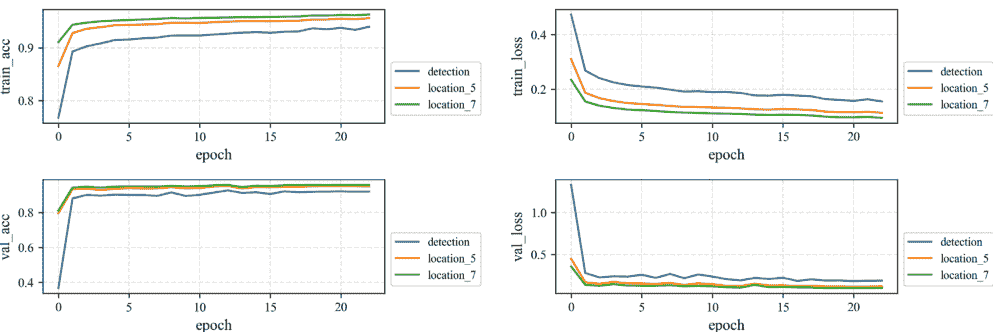 train_acc
0.9
0.8
0 5 10 15 20
epoch
detection
location_5
location_7
train_loss
0.4
0.2
0 5 10 15 20
epoch
detection
location_5
location_7
val_acc
0.8
0.6
0.4
0 5 10 15 20
epoch
detection
location_5
location_7
val_loss
1.0
0.5
0 5 10 15 20
epoch
detection
location_5
location_7